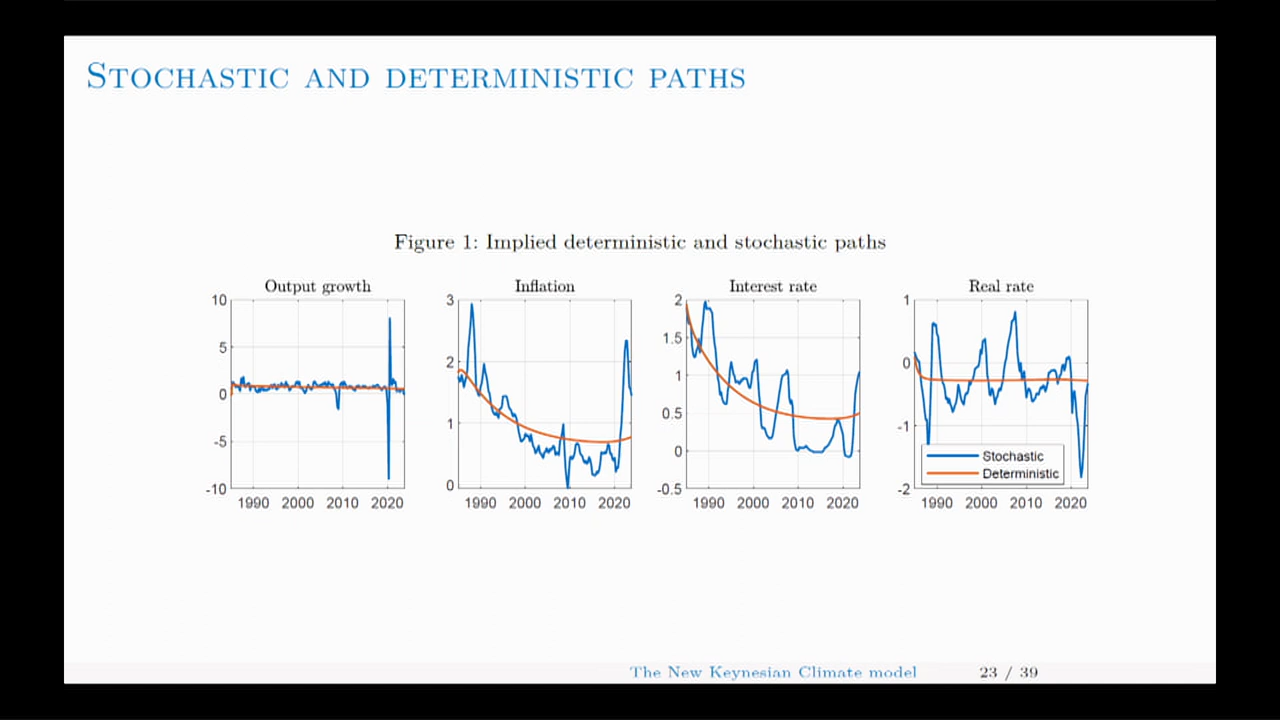 STOCHASTIC AND DETERMINISTIC PATHS
Figure 1: Implied deterministic and stochastic paths
Output growth
10
5
0
-5
-10
1990 2000 2010 2020
Inflation
3
2
1
0
1990 2000 2010 2020
Interest rate
2
1.5
1
0.5
0
-0.5
1990 2000 2010 2020
Real rate
1
0
-1
-2
1990 2000 2010 2020
Stochastic
Deterministic
The New Keynesian Climate model 23 / 39